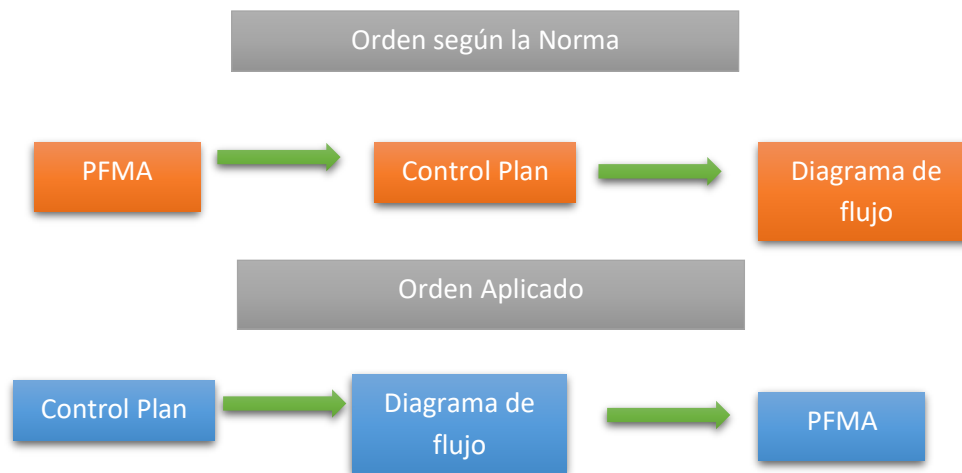 Orden según la Norma
PFMA
Control Plan
Diagrama de
flujo
Orden Aplicado
Control Plan
Diagrama de
flujo
PFMA